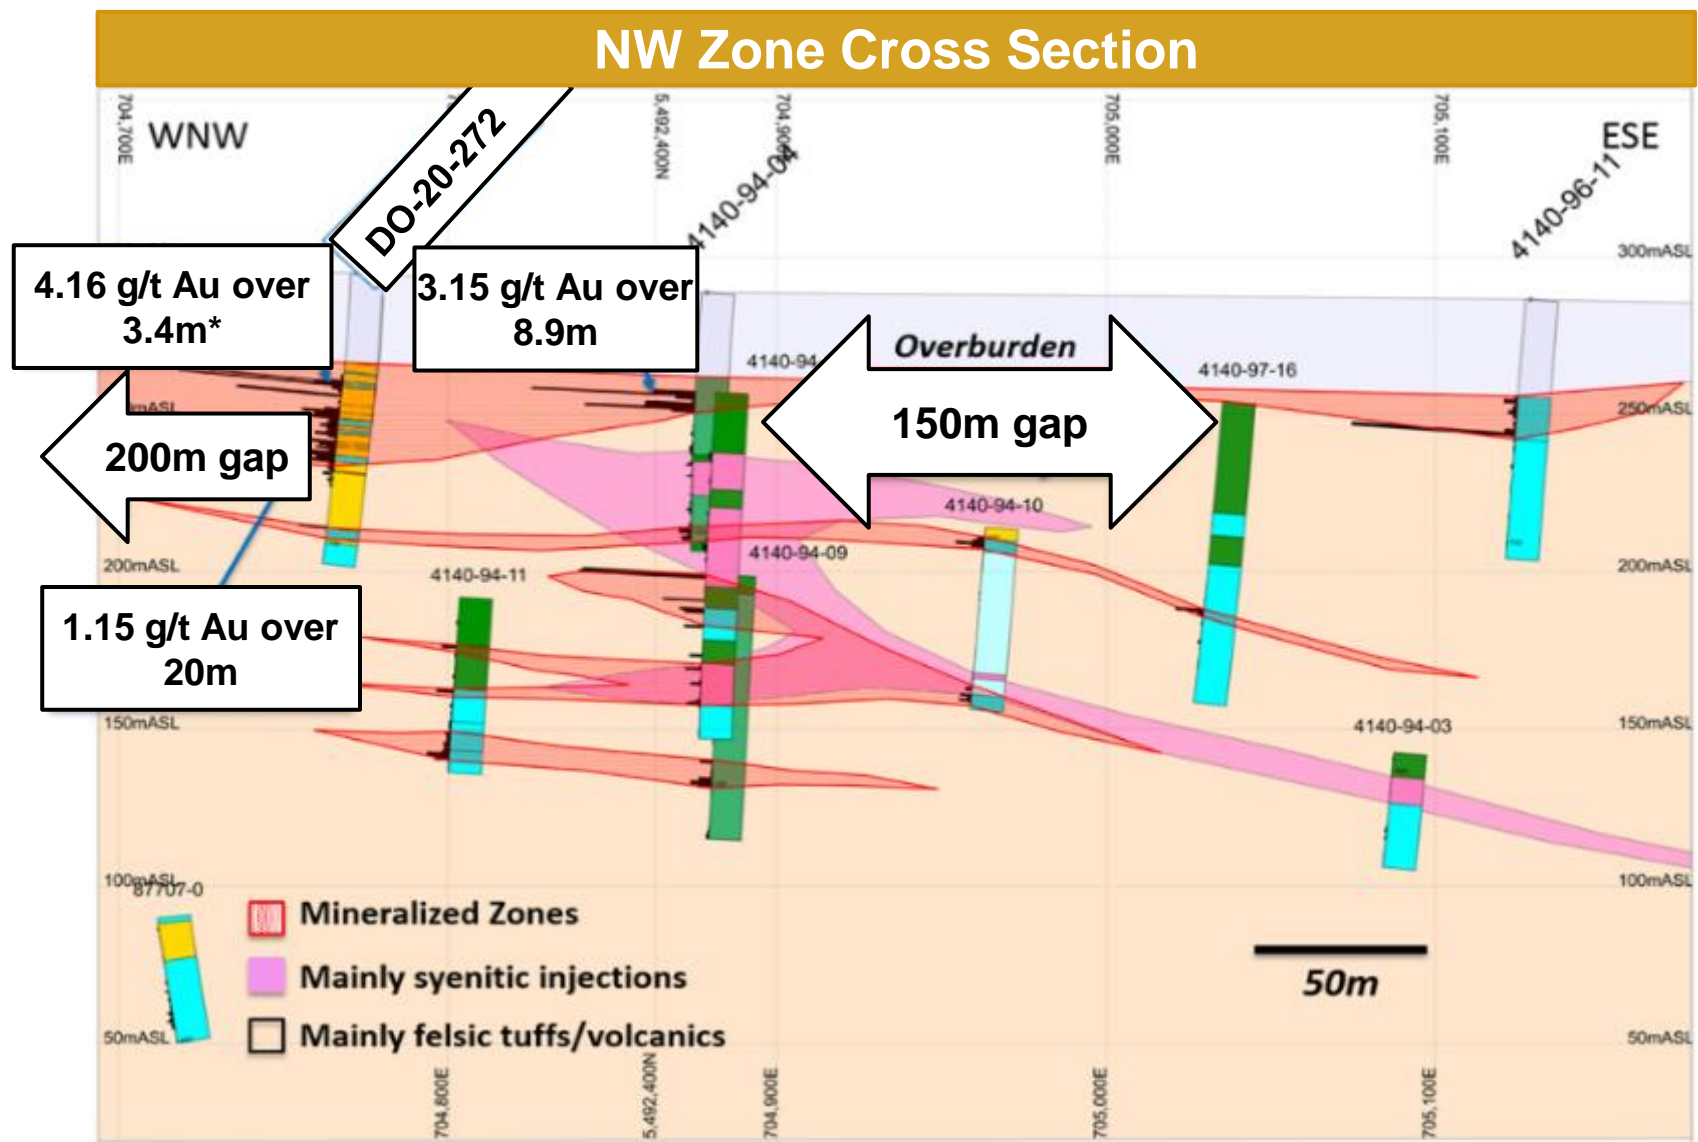 NW Zone Cross Section
704,700E
5,492,400N
705,000E
705,100E
WNW
ESE
DO-20-272
4140-94-04
4140-96-11
300mASL
4.16 g/t Au over
3.4m*
3.15 g/t Au over
8.9m
Overburden
4140-94-
4140-97-16
250mASL
150m gap
200m gap
4140-94-10
4140-94-09
200mASL
200mASL
4140-94-11
1.15 g/t Au over
20m
150mASL
150mASL
4140-94-03
100mASL
100mASL
87707-0
Mineralized Zones
Mainly syenitic injections
50m
Mainly felsic tuffs/volcanics
50mASL
50mASL
704,800E
5,492,400N
704,900E
705,000E
705,100E